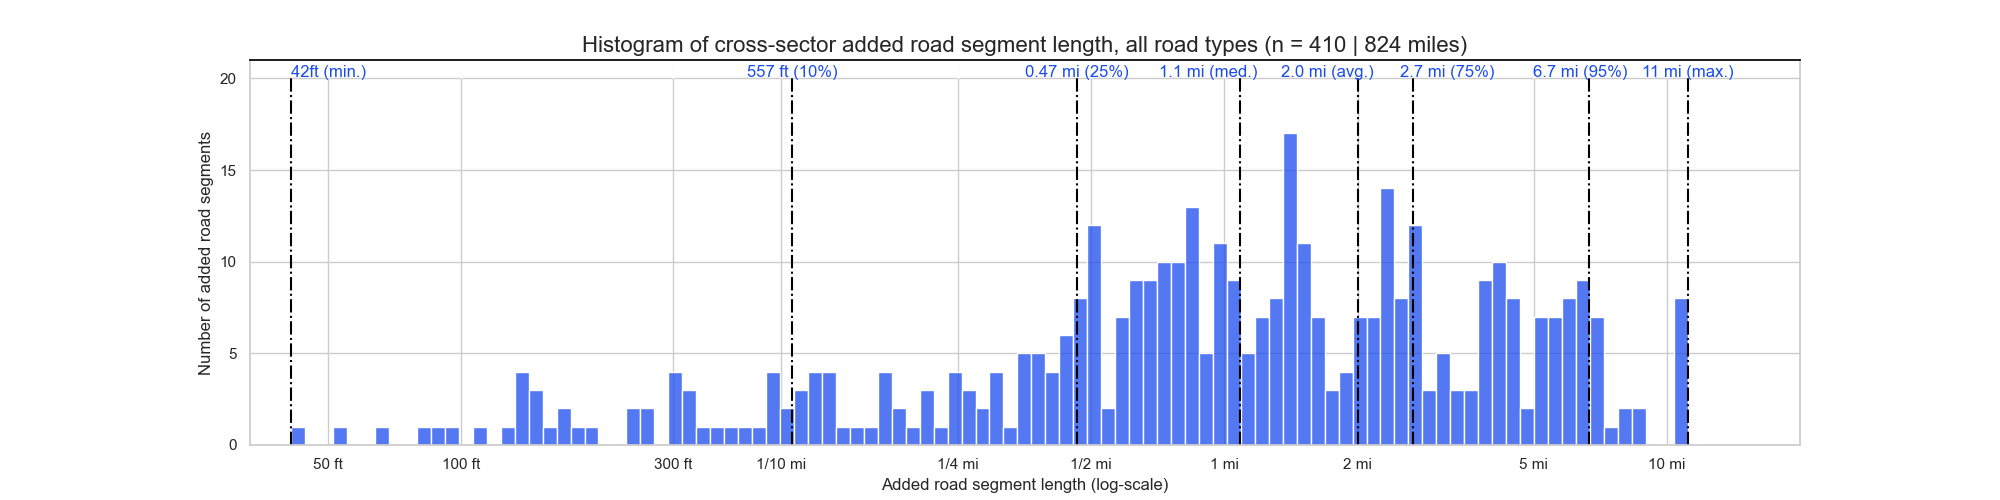 Histogram of cross-sector added road segment length, all road types (n = 410 | 824 miles)
42ft (min.) 557 ft (10%) 0.47 mi (25%) 1.1 mi (med.) 2.0 mi (avg.) 2.7 mi (75%) 6.7 mi (95%) 11 mi (max.)
20
15
10
5
0
Number of added road segments
50 ft 100 ft 300 ft 1/10 mi 1/4 mi 1/2 mi 1 mi 2 mi 5 mi 10 mi
Added road segment length (log-scale)